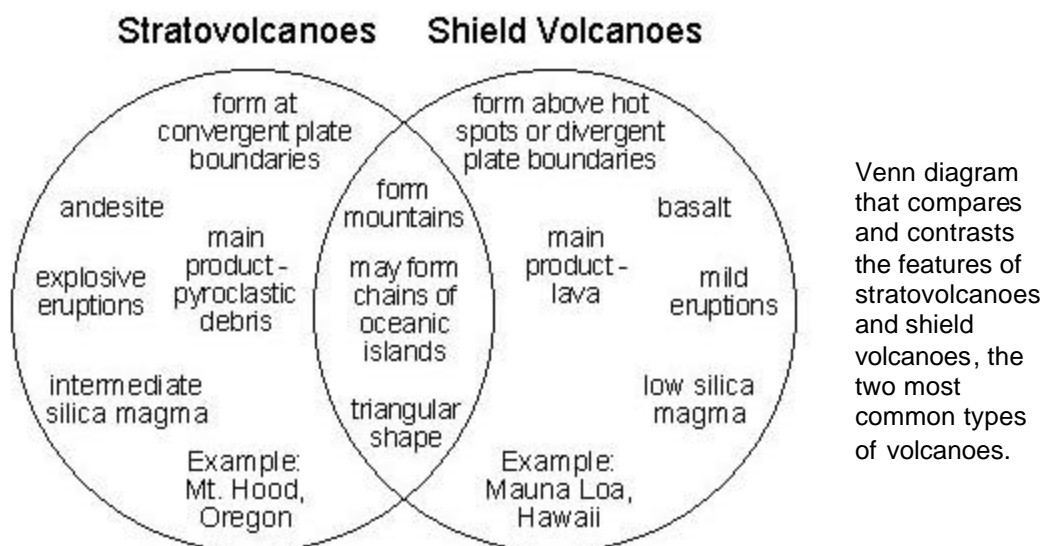 Stratovolcanoes
Shield Volcanoes
form at
convergent plate
boundaries
andesite
main
product -
pyroclastic
debris
explosive
eruptions
intermediate
silica magma
Example:
Mt. Hood,
Oregon
form
mountains
may form
chains of
oceanic
islands
triangular
shape
form above hot
spots or divergent
plate boundaries
basalt
main
product -
lava
mild
eruptions
low silica
magma
Example:
Mauna Loa,
Hawaii
Venn diagram
that compares
and contrasts
the features of
stratovolcanoes
and shield
volcanoes, the
two most
common types
of volcanoes.